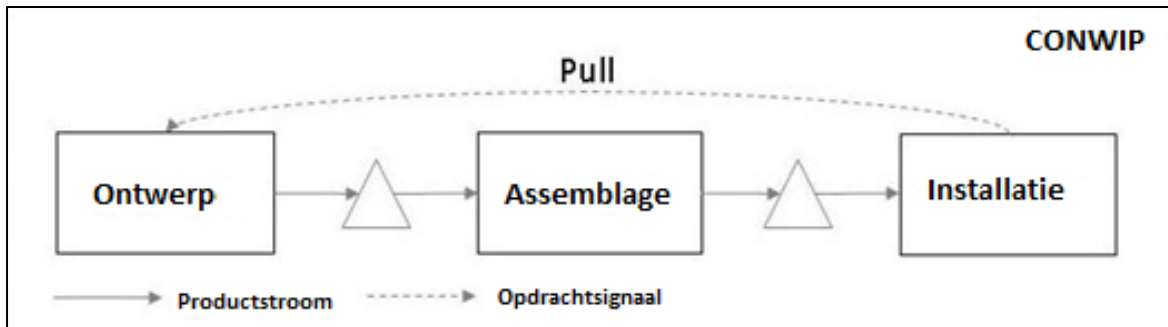 CONWIP
Pull
Ontwerp
Assemblage
Installatie
Productstroom
Opdrachtsignaal